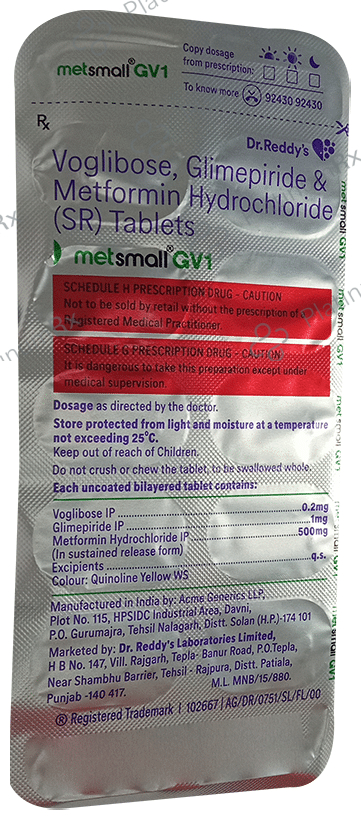 metsmall® GV1
Copy dosage
from prescription:
To know more 92430 92430
Rx
Dr.Reddy's
Voglibose, Glimepiride &
Metformin Hydrochloride
(SR) Tablets
metsmall® GV1
SCHEDULE H PRESCRIPTION DRUG - CAUTION
Not to be sold by retail without the prescription of a
Registered Medical Practitioner.
SCHEDULE G PRESCRIPTION DRUG - CAUTION
It is dangerous to take this preparation except under
medical supervision.
Dosage as directed by the doctor.
Store protected from light and moisture at a temperature
not exceeding 25°C.
Keep out of reach of Children.
Do not crush or chew the tablet, to be swallowed whole.
Each uncoated bilayered tablet contains:
Voglibose IP ........ 0.2mg
Glimepiride IP ........ 1mg
Metformin Hydrochloride IP ........ 500mg
(In sustained release form)
Excipients ........ q.s.
Colour: Quinoline Yellow WS
Manufactured in India by: Acme Generics LLP,
Plot No. 115, HPSIDC Industrial Area, Davni,
P.O. Gurumajra, Tehsil Nalagarh, Distt. Solan (H.P.)-174 101
Marketed by: Dr. Reddy's Laboratories Limited,
H B No. 147, Vill. Rajgarh, Tepla- Banur Road, P.O.Tepla,
Near Shambhu Barrier, Tehsil - Rajpura, Distt. Patiala,
Punjab -140 417. M.L. MNB/15/880.
® Registered Trademark | 102667 | AG/DR/0751/SL/FL/00
metsmall GV1
metsmall GV1
metsmall GV1